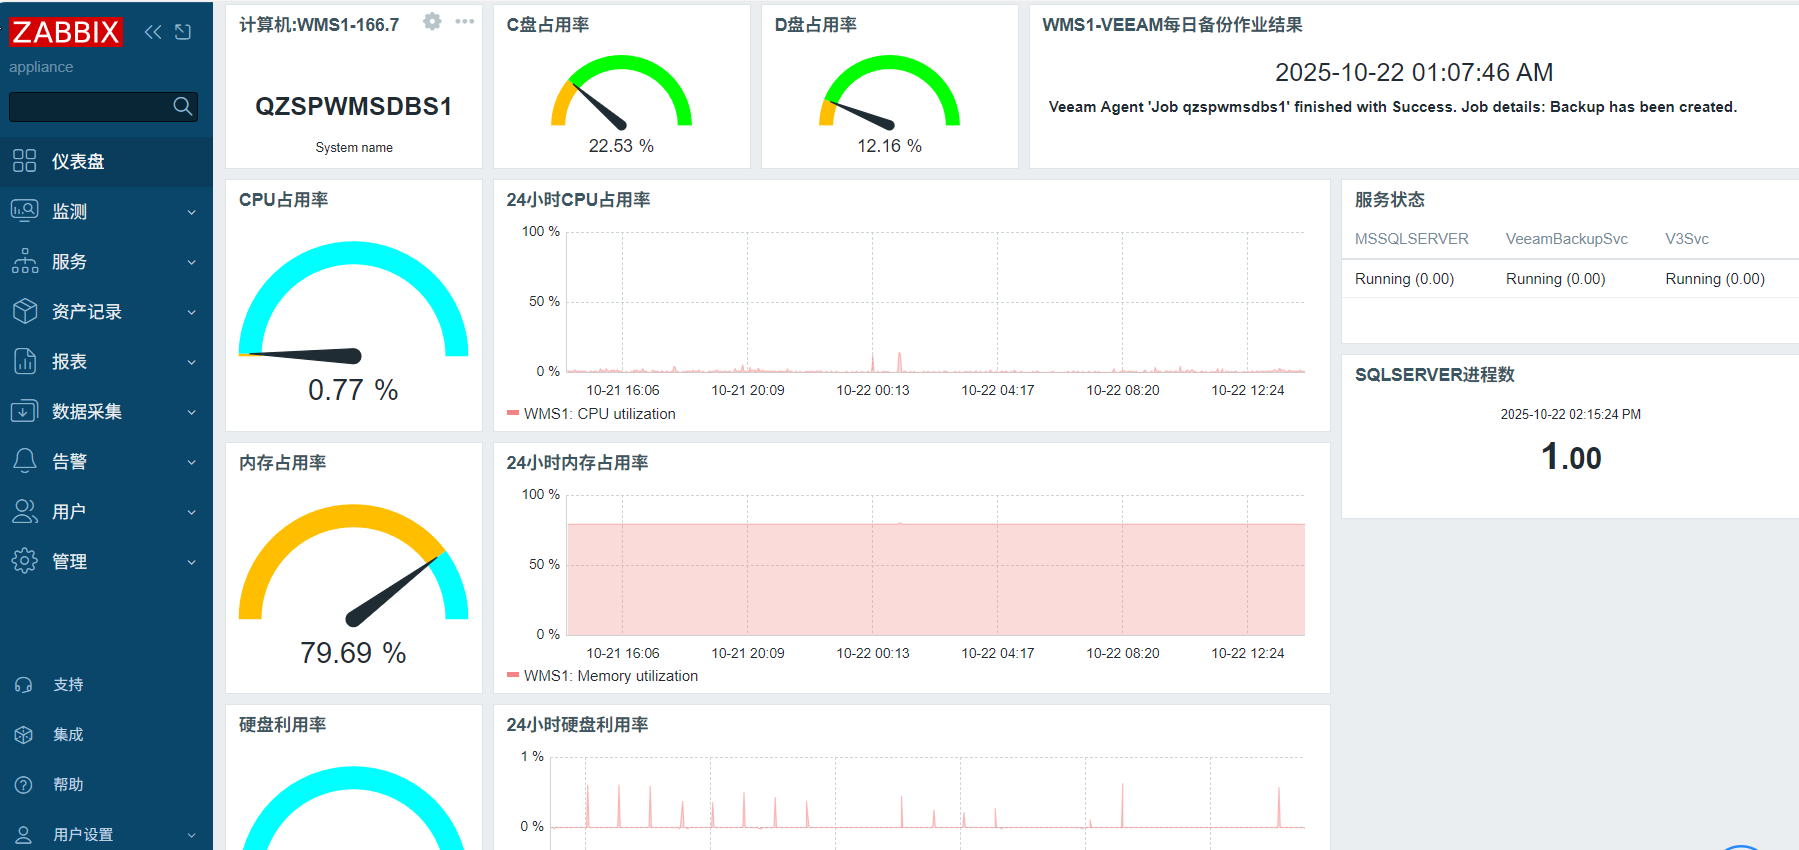 ZABBIX
appliance
仪表盘
监测
服务
资产记录
报表
数据采集
告警
用户
管理
支持
集成
帮助
用户设置
计算机:WMS1-166.7
QZSPWMSDBS1
System name
C盘占用率
22.53 %
D盘占用率
12.16 %
WMS1-VEEAM每日备份作业结果
2025-10-22 01:07:46 AM
Veeam Agent 'Job qzspwmsdbs1' finished with Success. Job details: Backup has been created.
CPU占用率
0.77 %
24小时CPU占用率
100 %
50 %
0 %
10-21 16:06 10-21 20:09 10-22 00:13 10-22 04:17 10-22 08:20 10-22 12:24
WMS1: CPU utilization
服务状态
MSSQLSERVER VeeamBackupSvc V3Svc
Running (0.00) Running (0.00) Running (0.00)
SQLSERVER进程数
2025-10-22 02:15:24 PM
1.00
内存占用率
79.69 %
24小时内存占用率
100 %
50 %
0 %
10-21 16:06 10-21 20:09 10-22 00:13 10-22 04:17 10-22 08:20 10-22 12:24
WMS1: Memory utilization
硬盘利用率
24小时硬盘利用率
1 %
0 %